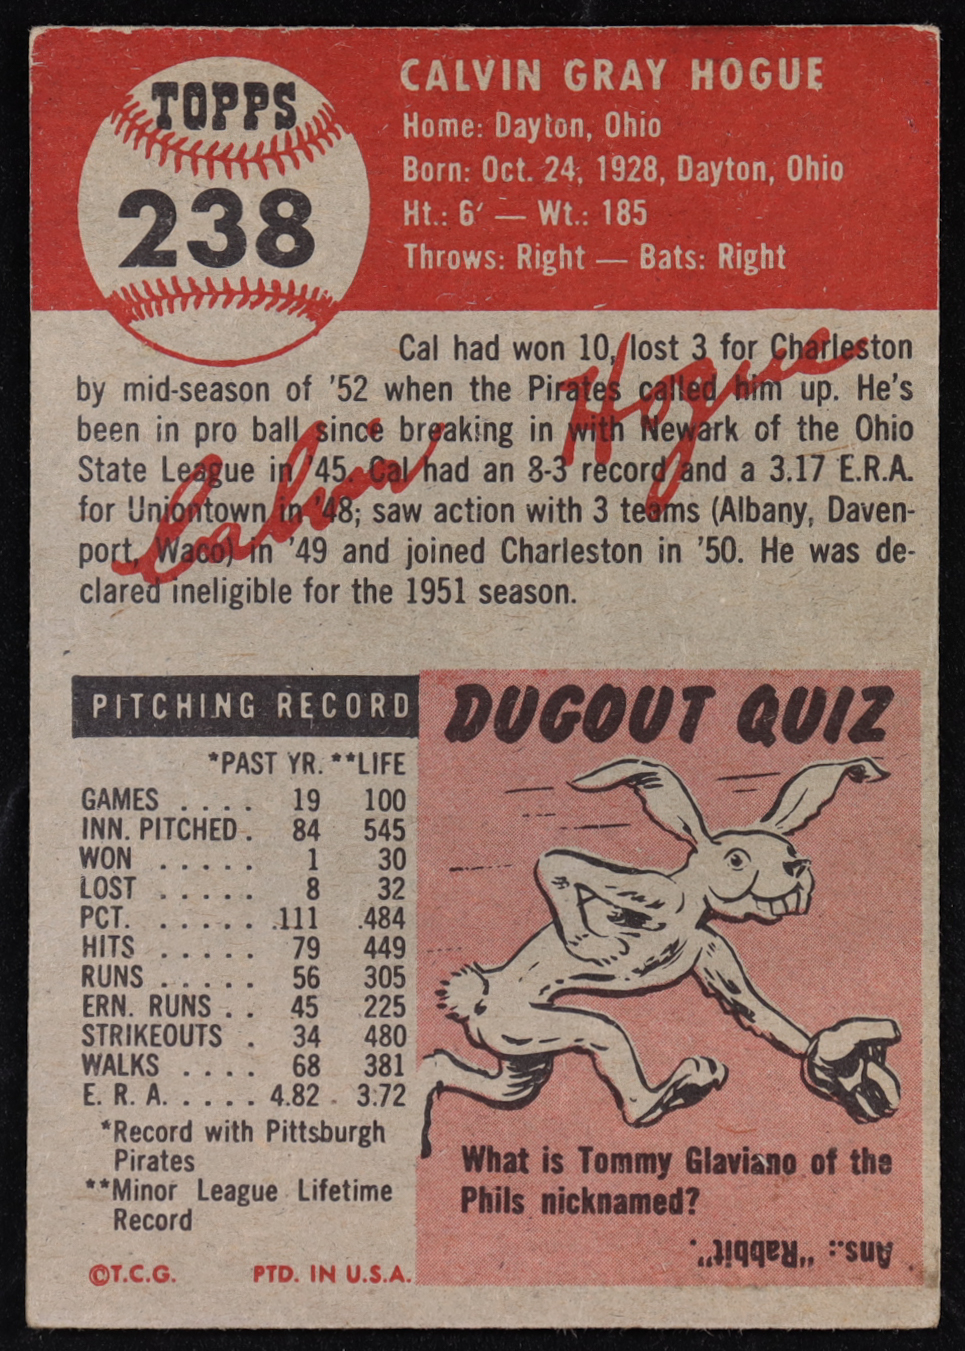 TOPPS
238
CALVIN GRAY HOGUE
Home: Dayton, Ohio
Born: Oct. 24, 1928, Dayton, Ohio
Ht.: 6′ — Wt.: 185
Throws: Right — Bats: Right
Cal had won 10, lost 3 for Charleston
by mid-season of '52 when the Pirates called him up. He's
been in pro ball since breaking in with Newark of the Ohio
State League in '45. Cal had an 8-3 record and a 3.17 E.R.A.
for Uniontown in '48; saw action with 3 teams (Albany, Daven-
port, Waco) in '49 and joined Charleston in '50. He was de-
clared ineligible for the 1951 season.
Calvin Hogue
PITCHING RECORD
*PAST YR. **LIFE
GAMES . . . . 19 100
INN. PITCHED . 84 545
WON . . . . . 1 30
LOST . . . . . 8 32
PCT. . . . . . .111 .484
HITS . . . . . 79 449
RUNS . . . . . 56 305
ERN. RUNS . . 45 225
STRIKEOUTS . 34 480
WALKS . . . . 68 381
E. R. A. . . . . 4.82 3.72
*Record with Pittsburgh
Pirates
**Minor League Lifetime
Record
©T.C.G. PTD. IN U.S.A.
DUGOUT QUIZ
What is Tommy Glaviano of the
Phils nicknamed?
Ans.: "Rabbit".